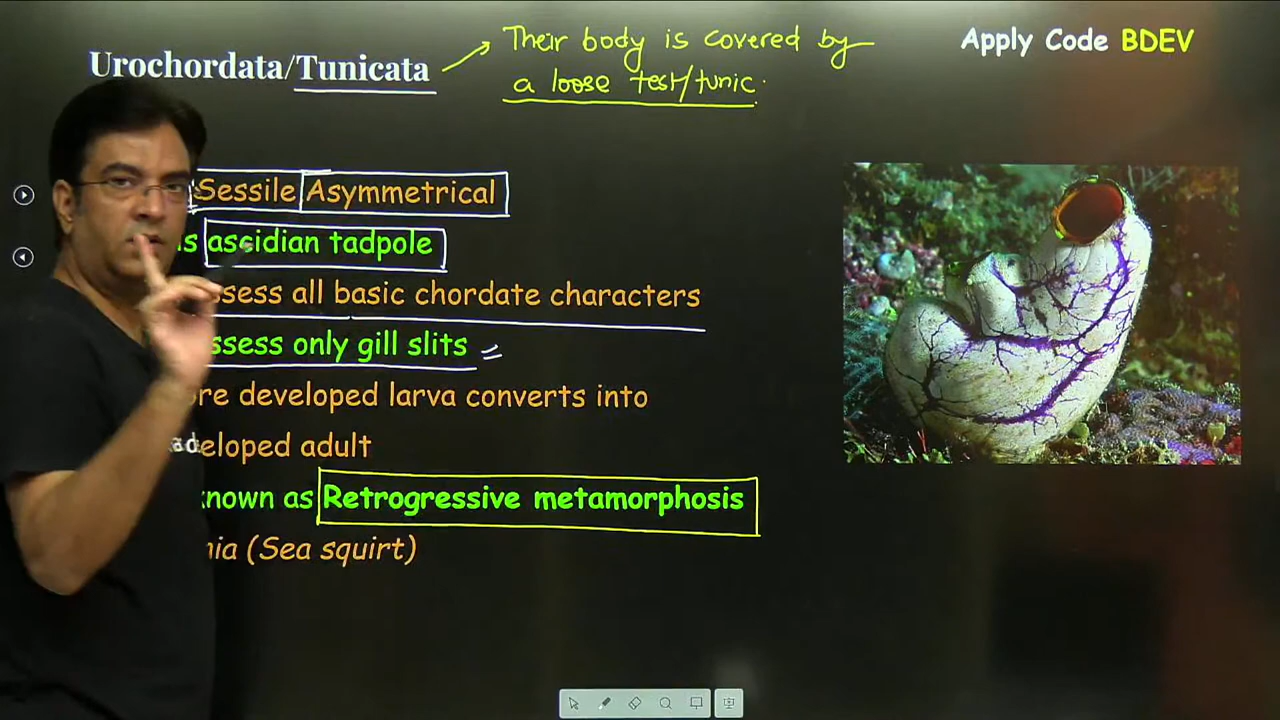 Urochordata/Tunicata
Their body is covered by
a loose test/tunic.
Apply Code BDEV
Sessile Asymmetrical
is ascidian tadpole
ssess all basic chordate characters
ssess only gill slits
re developed larva converts into
eloped adult
known as Retrogressive metamorphosis
nia (Sea squirt)